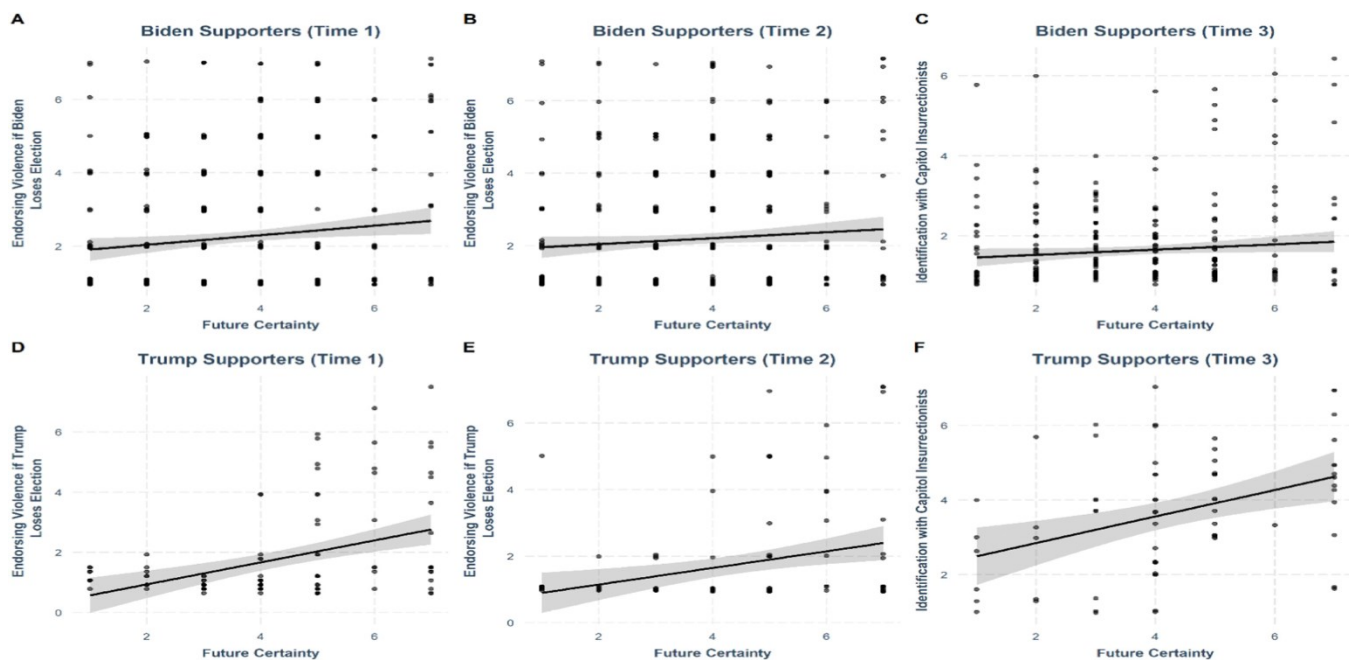 A
Biden Supporters (Time 1)
Endorsing Violence if Biden
Loses Election
6
4
2
2
4
6
Future Certainty
B
Biden Supporters (Time 2)
Endorsing Violence if Biden
Loses Election
6
4
2
2
4
6
Future Certainty
C
Biden Supporters (Time 3)
Identification with Capitol Insurrectionists
6
4
2
2
4
6
Future Certainty
D
Trump Supporters (Time 1)
Endorsing Violence if Trump
Loses Election
6
4
2
0
2
4
6
Future Certainty
E
Trump Supporters (Time 2)
Endorsing Violence if Trump
Loses Election
6
4
2
0
2
4
6
Future Certainty
F
Trump Supporters (Time 3)
Identification with Capitol Insurrectionists
6
4
2
2
4
6
Future Certainty